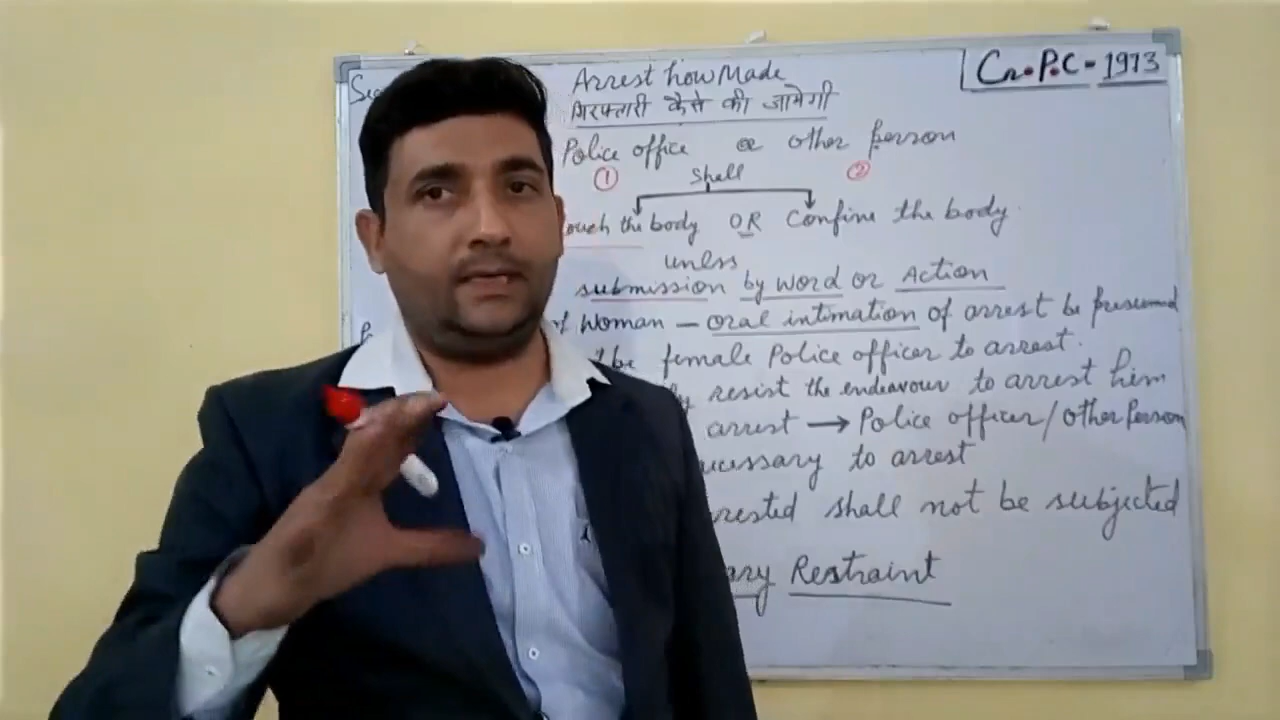 Arrest how Made
Cr.P.C-1973
गिरफ्तारी कैसे की जायेगी
Police office or other person
① ②
shall
the body OR Confine the body
unless
submission by word or Action
Woman — oral intimation of arrest be presumed
be female Police officer to arrest.
resist the endeavour to arrest him
arrest → Police officer/other Person
to arrest
shall not be subjected
Restraint